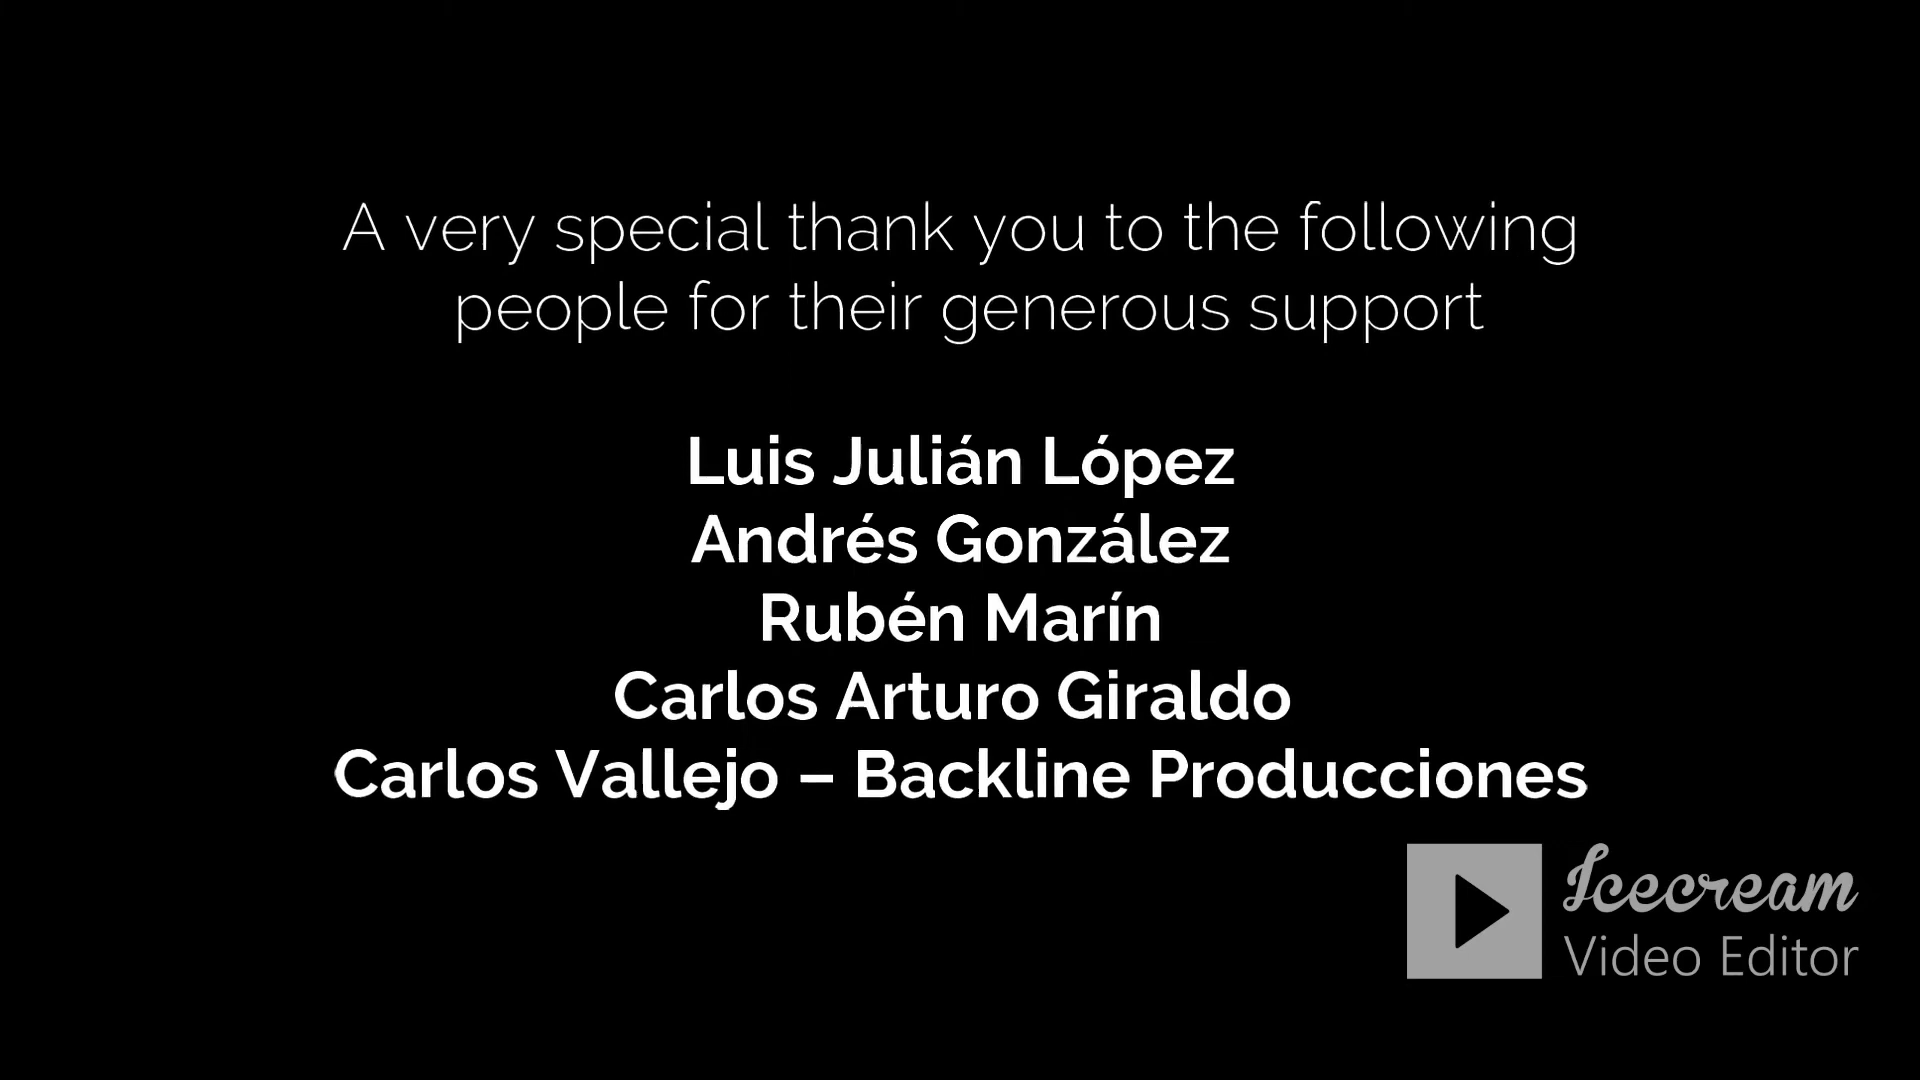 A very special thank you to the following
people for their generous support
Luis Julián López
Andrés González
Rubén Marín
Carlos Arturo Giraldo
Carlos Vallejo – Backline Producciones
Icecream
Video Editor